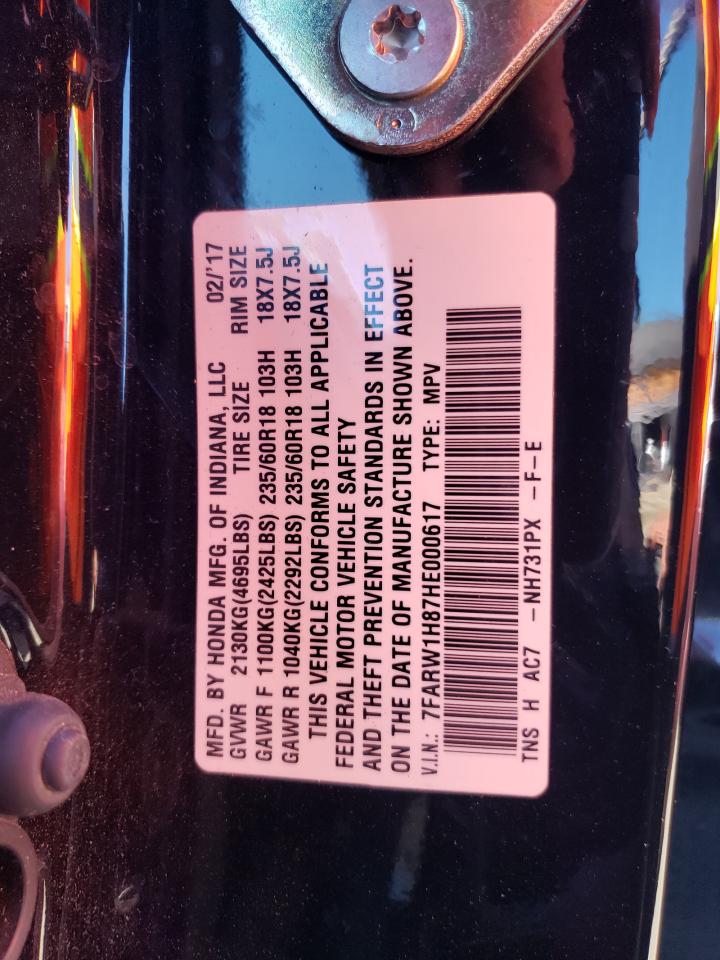 MFD. BY HONDA MFG. OF INDIANA, LLC 02/'17
GVWR 2130KG(4695LBS) TIRE SIZE RIM SIZE
GAWR F 1100KG(2425LBS) 235/60R18 103H 18X7.5J
GAWR R 1040KG(2292LBS) 235/60R18 103H 18X7.5J
THIS VEHICLE CONFORMS TO ALL APPLICABLE
FEDERAL MOTOR VEHICLE SAFETY
AND THEFT PREVENTION STANDARDS IN EFFECT
ON THE DATE OF MANUFACTURE SHOWN ABOVE.
V.I.N.: 7FARW1H87HE000617 TYPE: MPV
TNS H AC7 -NH731PX -F-E